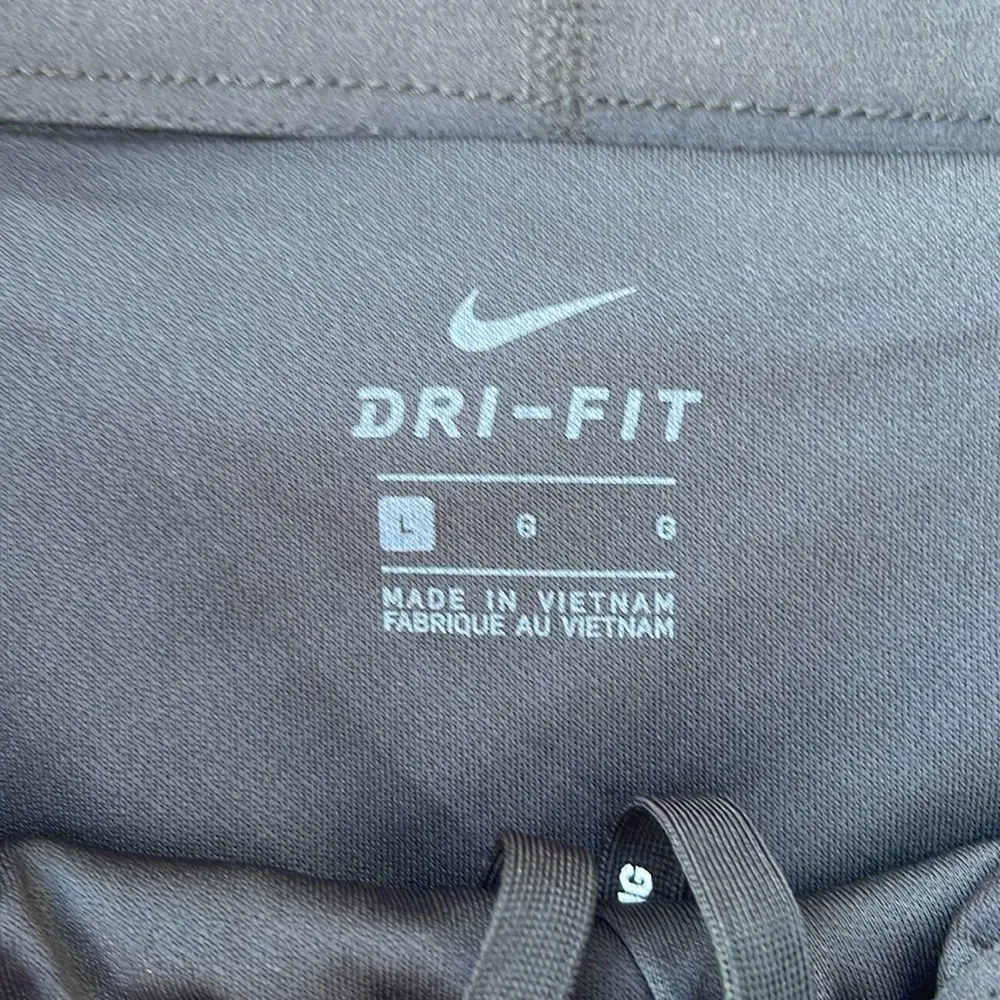 DRI-FIT
L G G
MADE IN VIETNAM
FABRIQUE AU VIETNAM